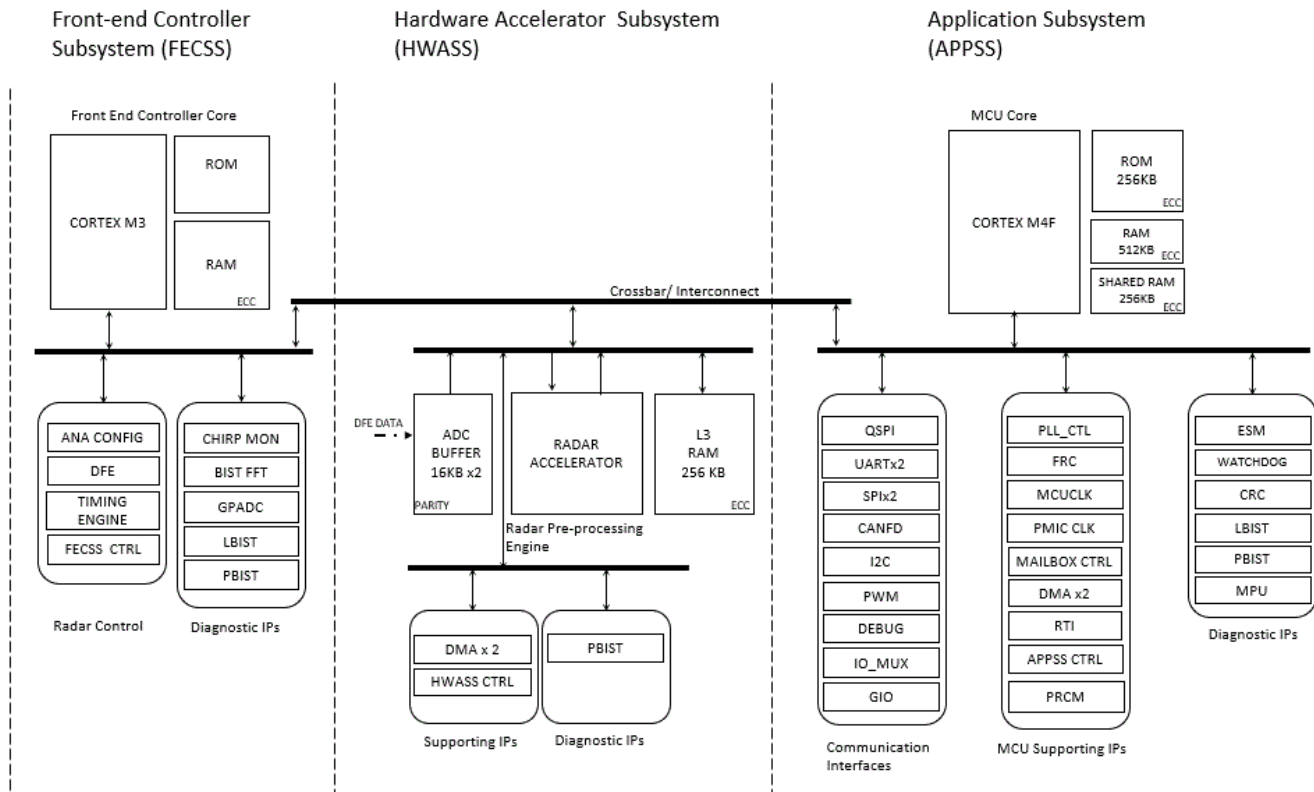 Front-end Controller
Subsystem (FECSS)
Hardware Accelerator Subsystem
(HWASS)
Application Subsystem
(APPSS)
Front End Controller Core
CORTEX M3
ROM
RAM
ECC
ANA CONFIG
DFE
TIMING
ENGINE
FECSS CTRL
Radar Control
CHIRP MON
BIST FFT
GPADC
LBIST
PBIST
Diagnostic IPs
Crossbar/ Interconnect
DFE DATA
ADC
BUFFER
16KB x2
PARITY
RADAR
ACCELERATOR
L3
RAM
256 KB
ECC
Radar Pre-processing
Engine
DMA x 2
HWASS CTRL
Supporting IPs
PBIST
Diagnostic IPs
MCU Core
CORTEX M4F
ROM
256KB
ECC
RAM
512KB
ECC
SHARED RAM
256KB
ECC
QSPI
UARTx2
SPIx2
CANFD
I2C
PWM
DEBUG
IO_MUX
GIO
Communication
Interfaces
PLL_CTL
FRC
MCUCLK
PMIC CLK
MAILBOX CTRL
DMA x2
RTI
APPSS CTRL
PRCM
MCU Supporting IPs
ESM
WATCHDOG
CRC
LBIST
PBIST
MPU
Diagnostic IPs